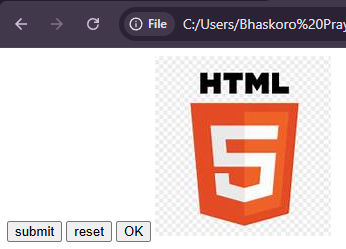 File C:/Users/Bhaskoro%20Pray
HTML
5
submit reset OK